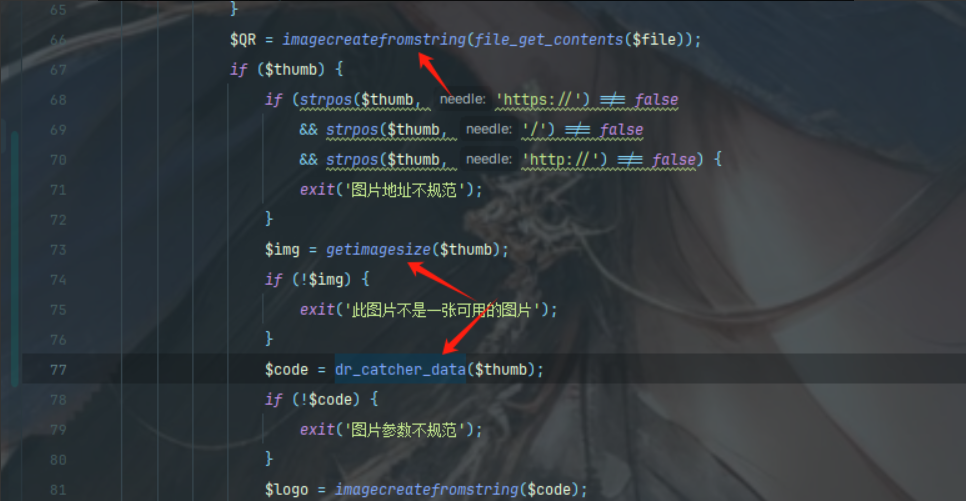 65 }
66 $QR = imagecreatefromstring(file_get_contents($file));
67 if ($thumb) {
68 if (strpos($thumb, needle: 'https://') !== false
69 && strpos($thumb, needle: '/') !== false
70 && strpos($thumb, needle: 'http://') !== false) {
71 exit('图片地址不规范');
72 }
73 $img = getimagesize($thumb);
74 if (!$img) {
75 exit('此图片不是一张可用的图片');
76 }
77 $code = dr_catcher_data($thumb);
78 if (!$code) {
79 exit('图片参数不规范');
80 }
81 $logo = imagecreatefromstring($code);